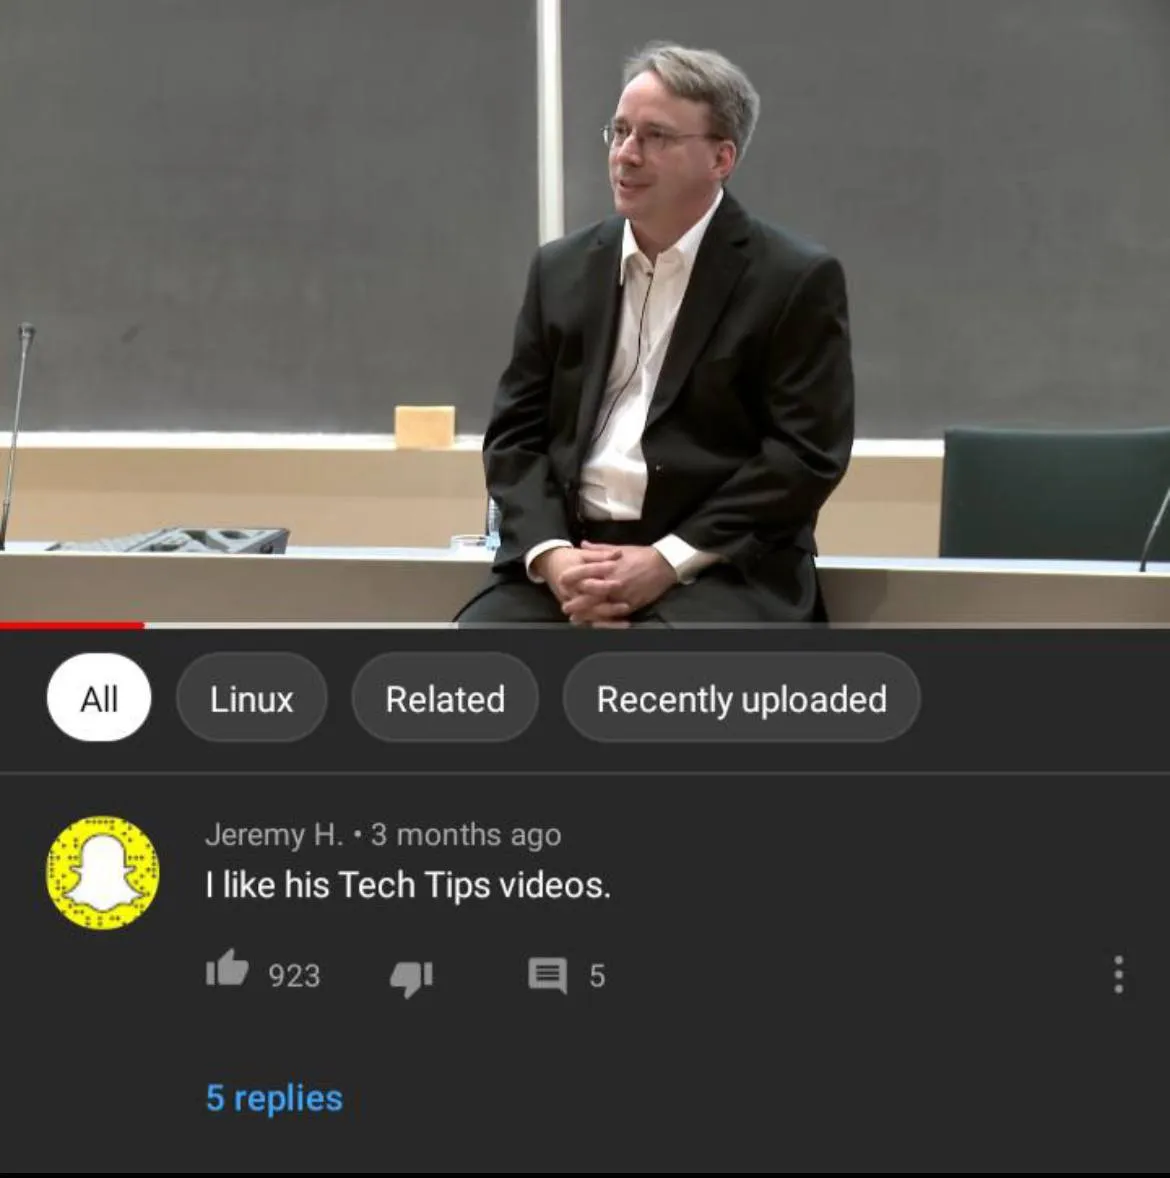 All
Linux
Related
Recently uploaded
Jeremy H. • 3 months ago
I like his Tech Tips videos.
923
5
5 replies